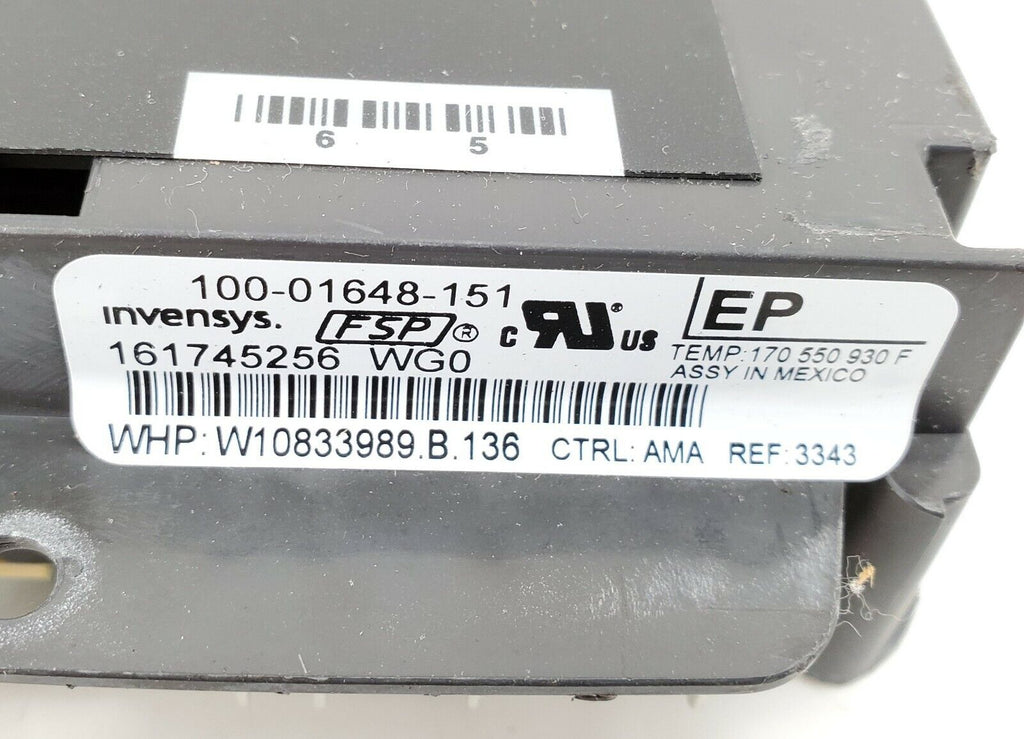 6 5
100-01648-151
invensys. FSP® c RU® US
EP
161745256 WG0
TEMP:170 550 930 F
ASSY IN MEXICO
WHP: W10833989.B.136 CTRL: AMA REF: 3343